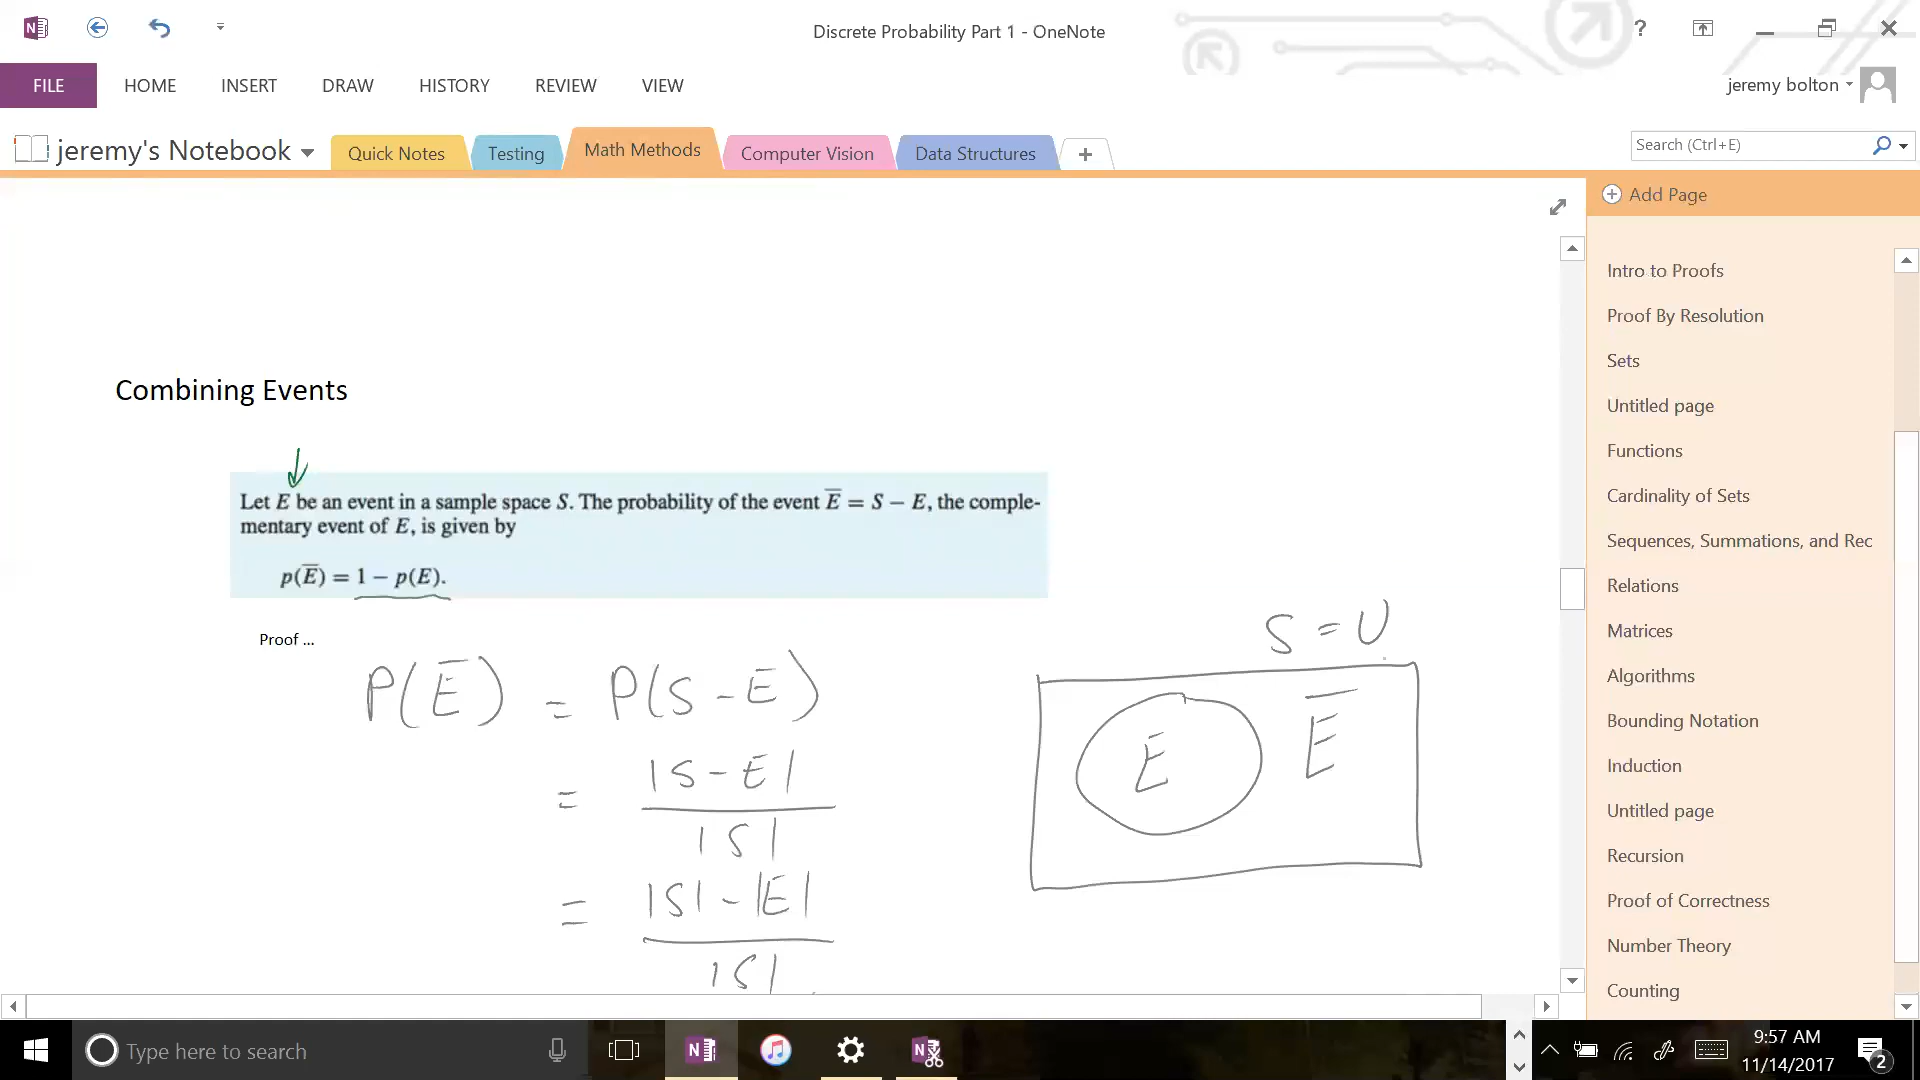 Discrete Probability Part 1 - OneNote
?
FILE HOME INSERT DRAW HISTORY REVIEW VIEW
jeremy bolton
jeremy's Notebook Quick Notes Testing Math Methods Computer Vision Data Structures +
Search (Ctrl+E)
Add Page
Intro to Proofs
Proof By Resolution
Sets
Untitled page
Functions
Cardinality of Sets
Sequences, Summations, and Rec
Relations
Matrices
Algorithms
Bounding Notation
Induction
Untitled page
Recursion
Proof of Correctness
Number Theory
Counting
Combining Events
Let E be an event in a sample space S. The probability of the event E̅ = S − E, the comple-
mentary event of E, is given by
p(E̅) = 1 − p(E).
Proof ...
P(E̅) = P(S - E)
= |S - E|
|S|
= |S| - |E|
|S|
S = U
E E̅
Type here to search
9:57 AM
11/14/2017
2